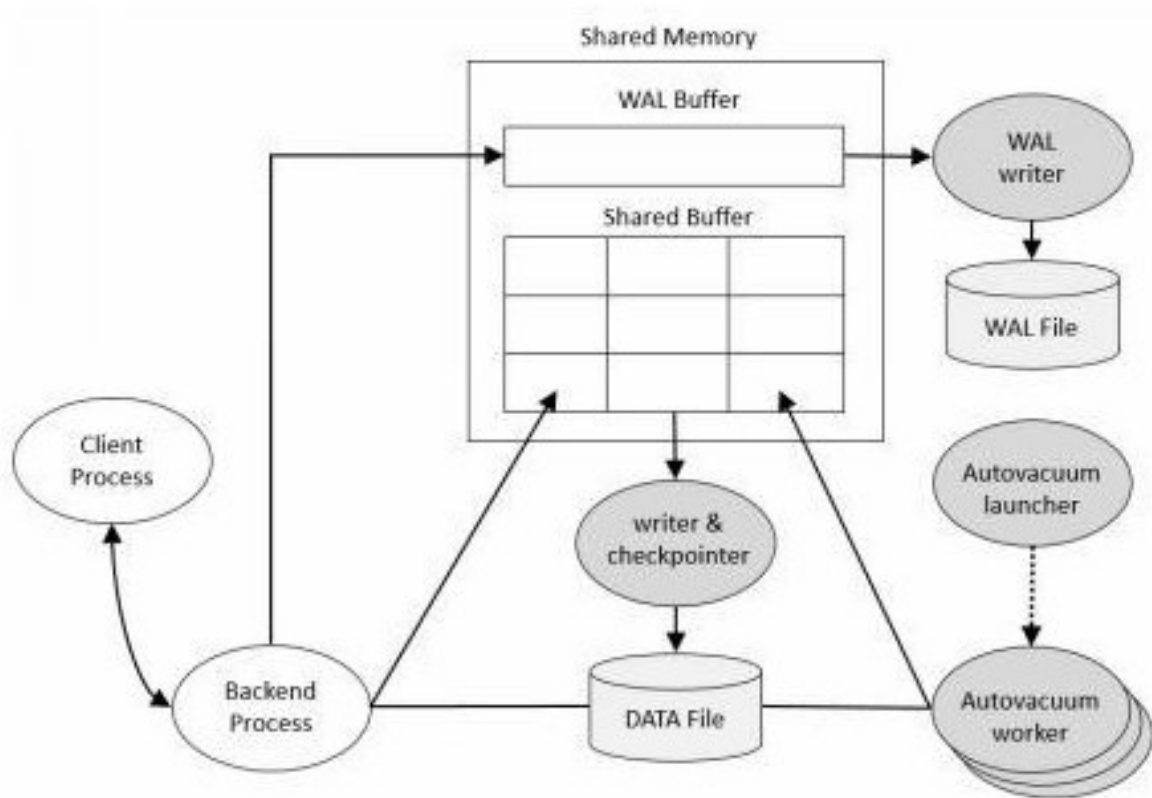 Shared Memory
WAL Buffer
WAL
writer
Shared Buffer
WAL File
Client
Process
Autovacuum
launcher
writer &
checkpointer
Backend
Process
DATA File
Autovacuum
worker